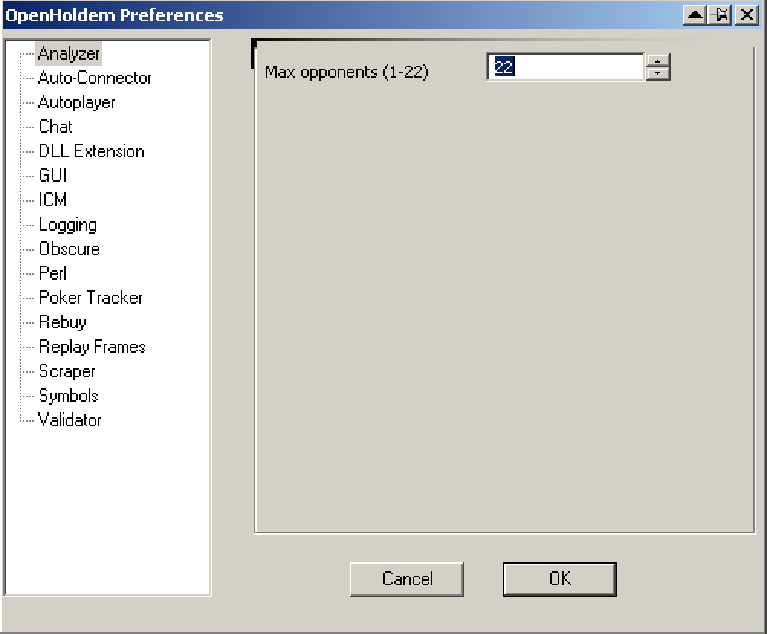 OpenHoldem Preferences
Analyzer
Auto-Connector
Autoplayer
Chat
DLL Extension
GUI
ICM
Logging
Obscure
Perl
Poker Tracker
Rebuy
Replay Frames
Scraper
Symbols
Validator
Max opponents (1-22)
22
Cancel
OK